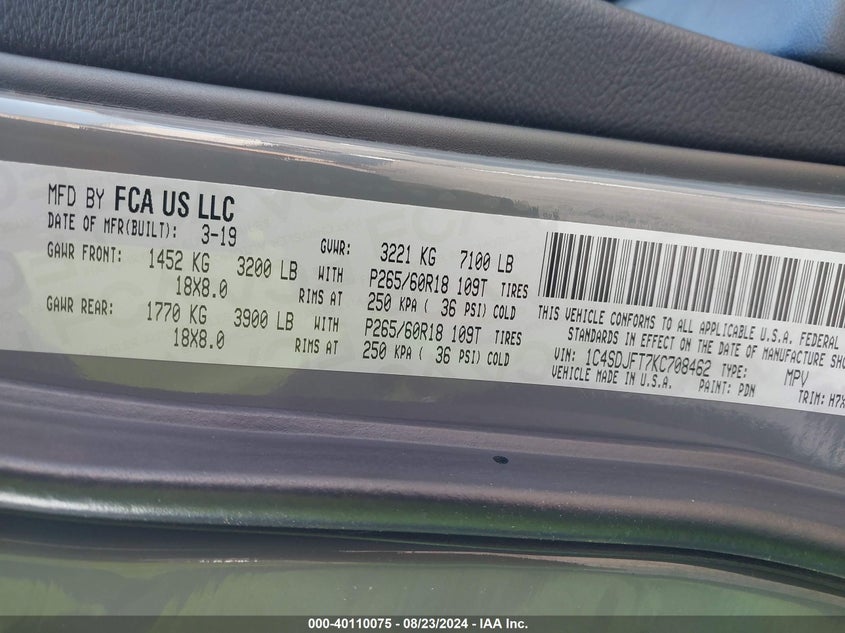 MFD BY FCA US LLC
DATE OF MFR(BUILT): 3-19
GVWR: 3221 KG 7100 LB
GAWR FRONT: 1452 KG 3200 LB WITH P265/60R18 109T TIRES
18X8.0 RIMS AT 250 KPA ( 36 PSI) COLD
GAWR REAR: 1770 KG 3900 LB WITH P265/60R18 109T TIRES
18X8.0 RIMS AT 250 KPA ( 36 PSI) COLD
THIS VEHICLE CONFORMS TO ALL APPLICABLE U.S.A. FEDERAL
STANDARDS IN EFFECT ON THE DATE OF MANUFACTURE
VIN: 1C4SDJFT7KC708462 TYPE: MPV
VEHICLE MADE IN U.S.A. PAINT: PDN TRIM: H7X
000-40110075 - 08/23/2024 - IAA Inc.